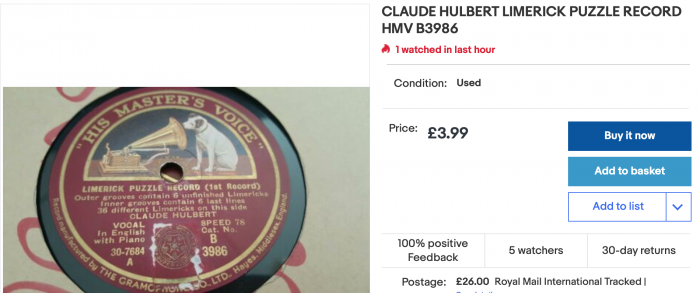 CLAUDE HULBERT LIMERICK PUZZLE RECORD
HMV B3986
1 watched in last hour
Condition: Used
Price: £3.99
Buy it now
Add to basket
Add to list
100% positive
Feedback
5 watchers
30-day returns
Postage: £26.00 Royal Mail International Tracked |
"HIS MASTER'S VOICE"
LIMERICK PUZZLE RECORD (1st Record)
Outer grooves contain 6 unfinished Limericks
Inner grooves contain 6 last lines
36 different Limericks on this side
CLAUDE HULBERT
VOCAL
In English
with Piano
SPEED 78
Cat. No.
30-7684
A
B
3986
Record manufactured by THE GRAMOPHONE CO. LTD., Hayes, Middlesex, England.